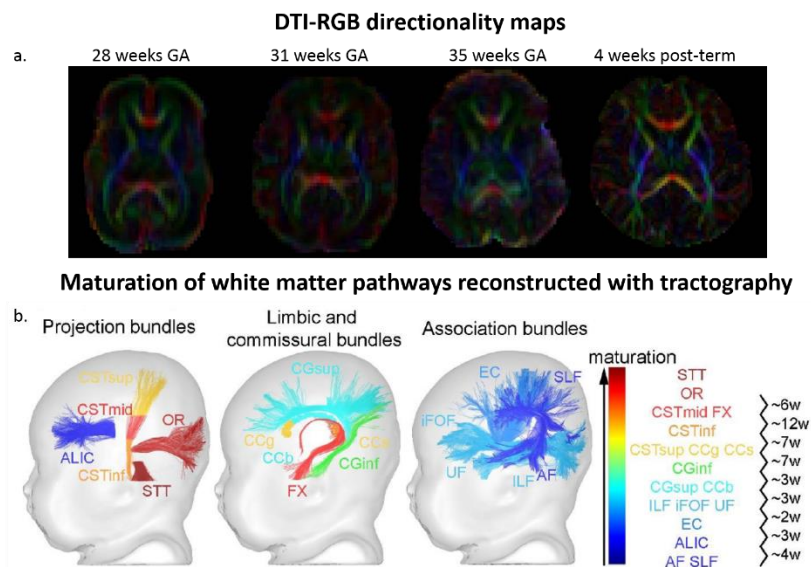 DTI-RGB directionality maps
a.
28 weeks GA 31 weeks GA 35 weeks GA 4 weeks post-term
Maturation of white matter pathways reconstructed with tractography
b.
Projection bundles
CSTsup
CSTmid
OR
ALIC
CSTinf
STT
Limbic and
commissural bundles
CGsup
CCg
CCs
CCb
CGinf
FX
Association bundles
EC
SLF
iFOF
UF
AF
ILF
maturation
STT
OR
CSTmid FX
CSTinf
CSTsup CCg CCs
CGinf
CGsup CCb
ILF iFOF UF
EC
ALIC
AF SLF
~6w
~12w
~7w
~7w
~3w
~3w
~2w
~3w
~4w